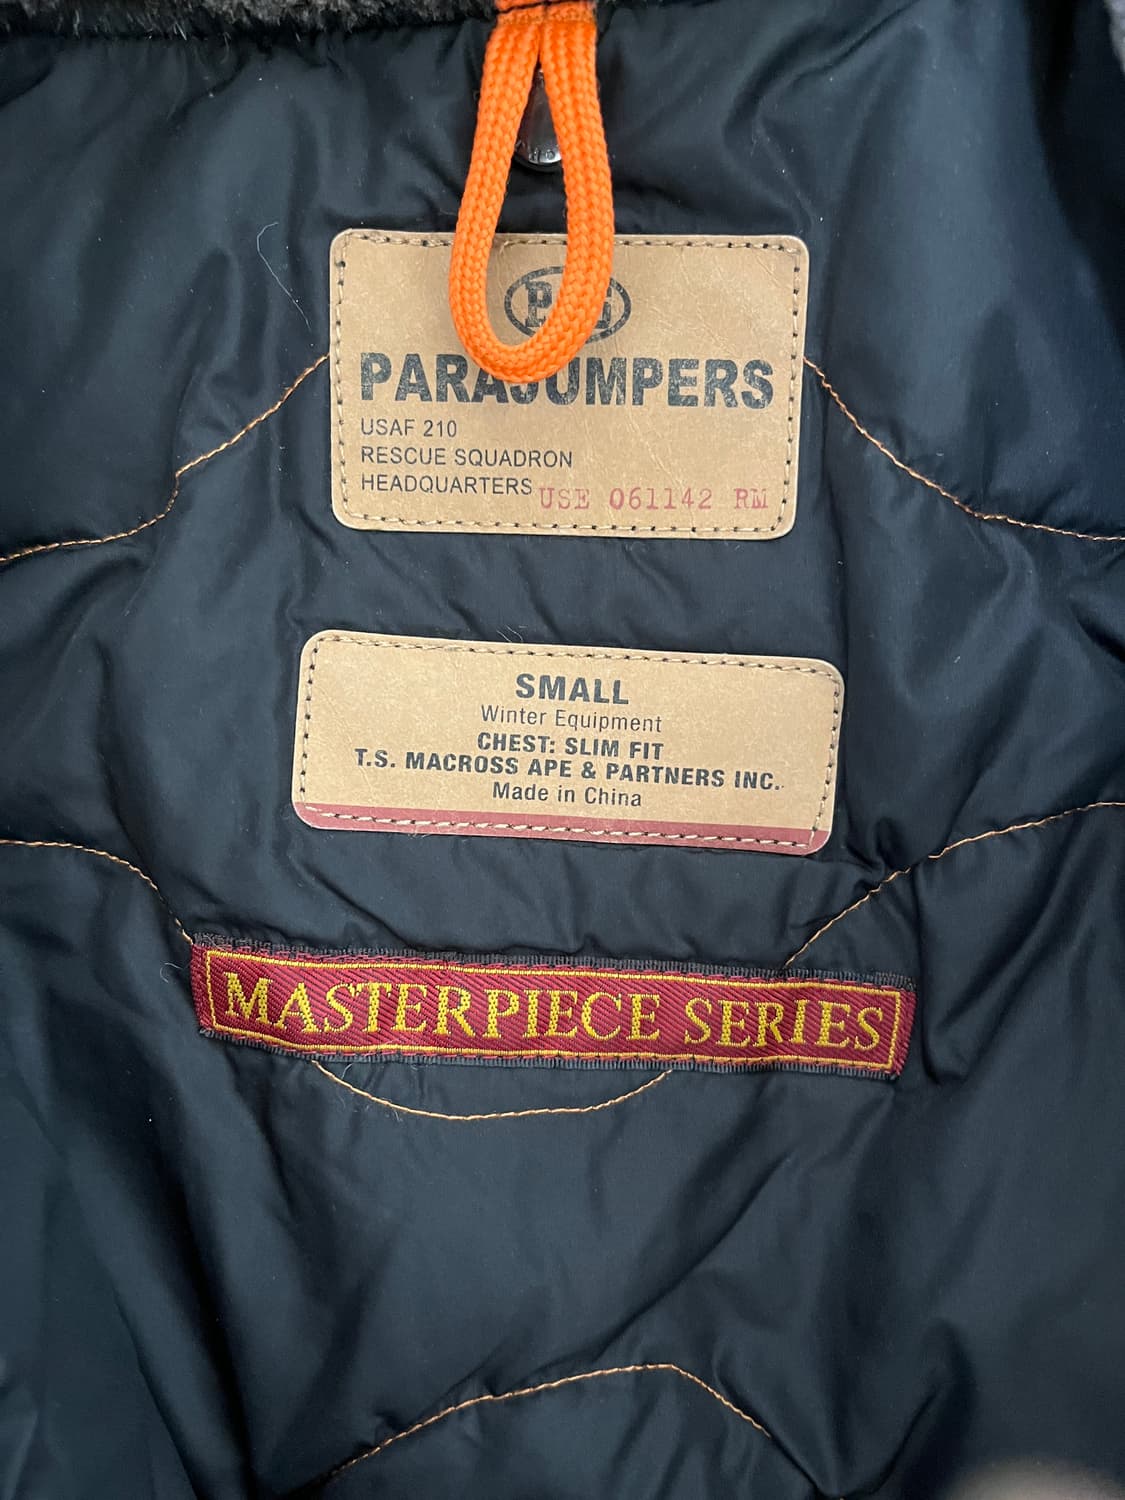 PARAJUMPERS
USAF 210
RESCUE SQUADRON
HEADQUARTERS
USE 061142 RM
SMALL
Winter Equipment
CHEST: SLIM FIT
T.S. MACROSS APE & PARTNERS INC.
Made in China
MASTERPIECE SERIES